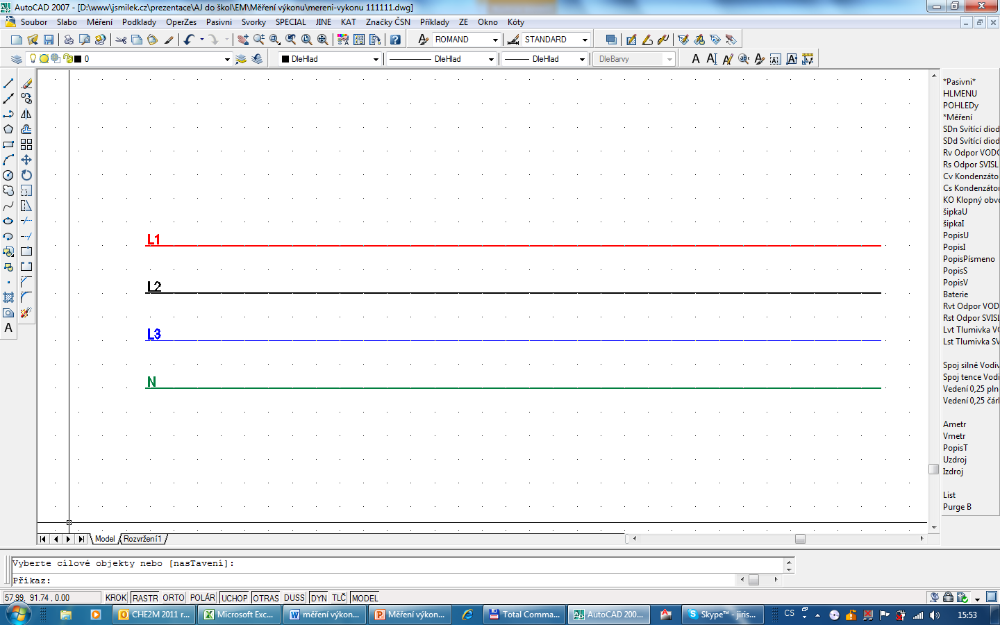 AutoCAD 2007 - [D:\www\jsmilek.cz\prezentace\AJ do škol\EM\Měření výkonu\mereni-vykonu 111111.dwg]
Soubor Slabo Měření Podklady OperZes Pasivni Svorky SPECIAL JINE KAT Značky ČSN Příklady ZE Okno Kóty
ROMAND STANDARD
0 DleHlad DleHlad DleHlad DleBarvy
*Pasivni*
HLMENU
POHLEDy
*Měření
SDn Svítící diod
SDd Svítící diod
Rv Odpor VODO
Rs Odpor SVISL
Cv Kondenzáto
Cs Kondenzátor
KO Klopný obvo
šipkaU
šipkaI
PopisU
PopisI
PopisPísmeno
PopisS
PopisV
Baterie
Rvt Odpor VOD
Rst Odpor SVISL
Lvt Tlumivka VO
Lst Tlumivka SV
Spoj silně Vodiv
Spoj tence Vodi
Vedení 0,25 pln
Vedení 0,25 čár
Ametr
Vmetr
PopisT
Uzdroj
Izdroj
List
Purge B
L1
L2
L3
N
Model Rozvržení1
Vyberte cílové objekty nebo [nasTavení]:
Příkaz:
57.99, 91.74 , 0.00 KROK RASTR ORTO POLÁR UCHOP OTRAS DUSS DYN TLČ MODEL
CHE2M 2011 r... Microsoft Exc... měření výkon... Měření výkon... Total Comma... AutoCAD 200... Skype™ - jiris... CS 15:53